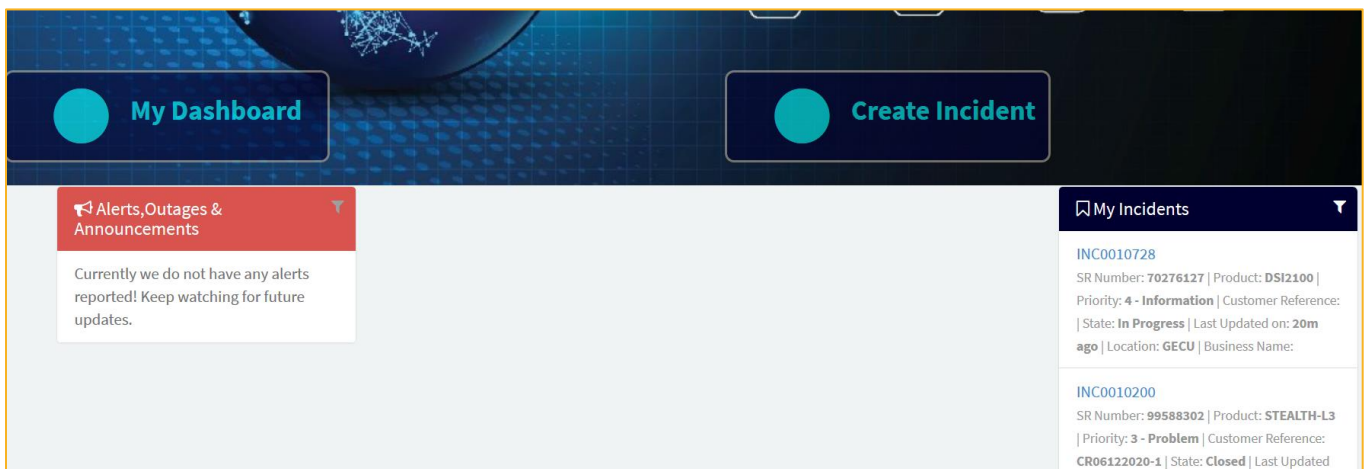 My Dashboard
Create Incident
Alerts,Outages &
Announcements
Currently we do not have any alerts
reported! Keep watching for future
updates.
My Incidents
INC0010728
SR Number: 70276127 | Product: DSI2100 |
Priority: 4 - Information | Customer Reference:
| State: In Progress | Last Updated on: 20m
ago | Location: GECU | Business Name:
INC0010200
SR Number: 99588302 | Product: STEALTH-L3
| Priority: 3 - Problem | Customer Reference:
CR06122020-1 | State: Closed | Last Updated